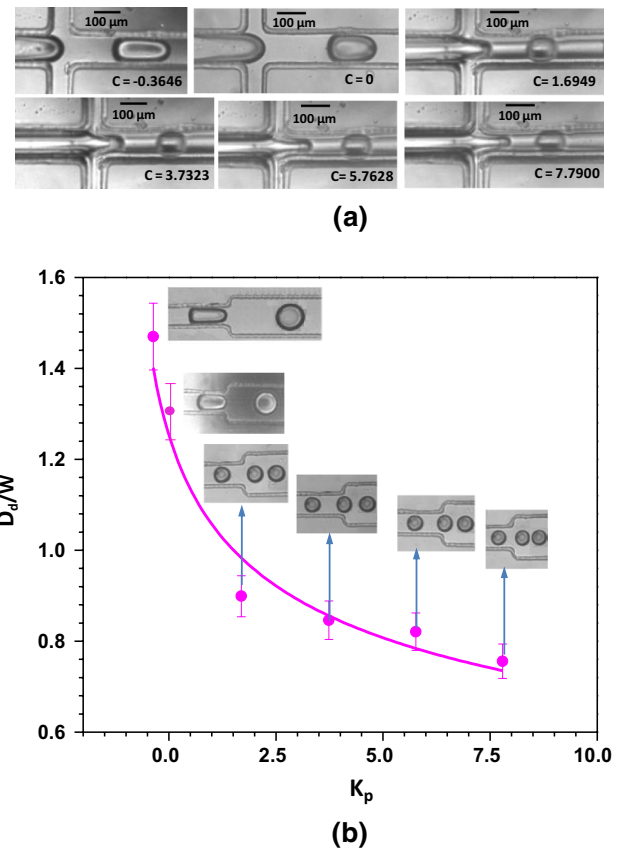 100 µm 100 µm 100 µm
C = -0.3646 C = 0 C= 1.6949
100 µm 100 µm 100 µm
C = 3.7323 C = 5.7628 C= 7.7900
(a)
1.6
1.4
1.2
1.0
0.8
0.6
D_d/W
0.0 2.5 5.0 7.5 10.0
K_p
(b)